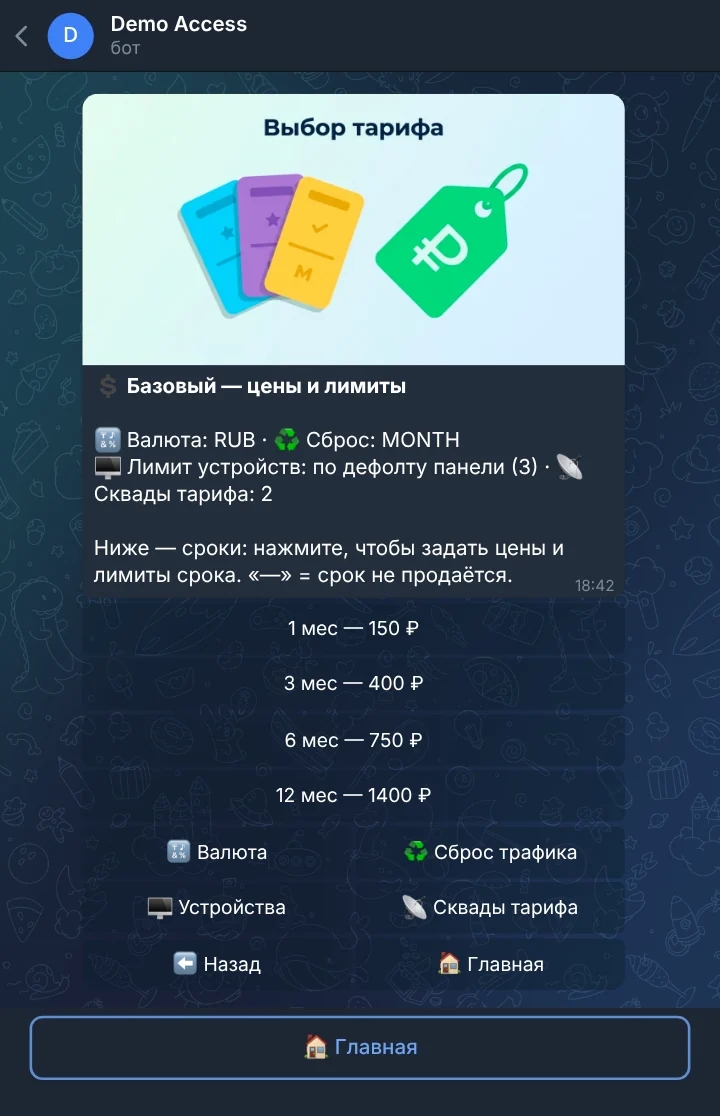 D
Demo Access
бот
Выбор тарифа
M
₽
💲 Базовый — цены и лимиты
🔣 Валюта: RUB · ♻️ Сброс: MONTH
🖥 Лимит устройств: по дефолту панели (3) · 📡
Сквады тарифа: 2
Ниже — сроки: нажмите, чтобы задать цены и
лимиты срока. «—» = срок не продаётся.
18:42
1 мес — 150 ₽
3 мес — 400 ₽
6 мес — 750 ₽
12 мес — 1400 ₽
🔣 Валюта
♻️ Сброс трафика
🖥 Устройства
📡 Сквады тарифа
⬅️ Назад
🏠 Главная
🏠 Главная